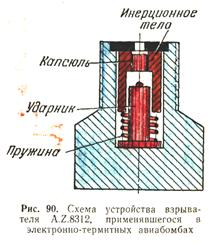 Инерционное
тело
Капсюль
Ударник
Пружина
Рис. 90. Схема устройства взрыва-
теля A.Z.8312, применявшегося в
электронно-термитных авиабомбах